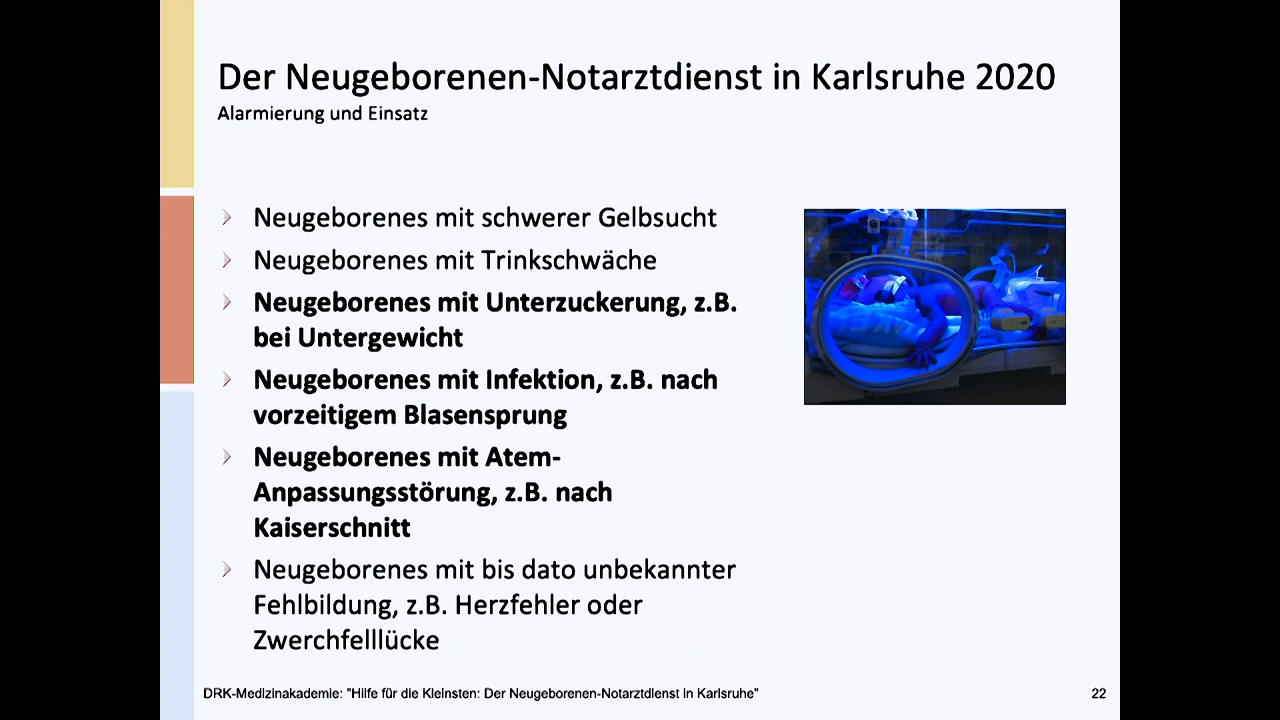 Der Neugeborenen-Notarztdienst in Karlsruhe 2020
Alarmierung und Einsatz
Neugeborenes mit schwerer Gelbsucht
Neugeborenes mit Trinkschwäche
Neugeborenes mit Unterzuckerung, z.B.
bei Untergewicht
Neugeborenes mit Infektion, z.B. nach
vorzeitigem Blasensprung
Neugeborenes mit Atem-
Anpassungsstörung, z.B. nach
Kaiserschnitt
Neugeborenes mit bis dato unbekannter
Fehlbildung, z.B. Herzfehler oder
Zwerchfelllücke
DRK-Medizinakademie: "Hilfe für die Kleinsten: Der Neugeborenen-Notarztdienst in Karlsruhe"
22